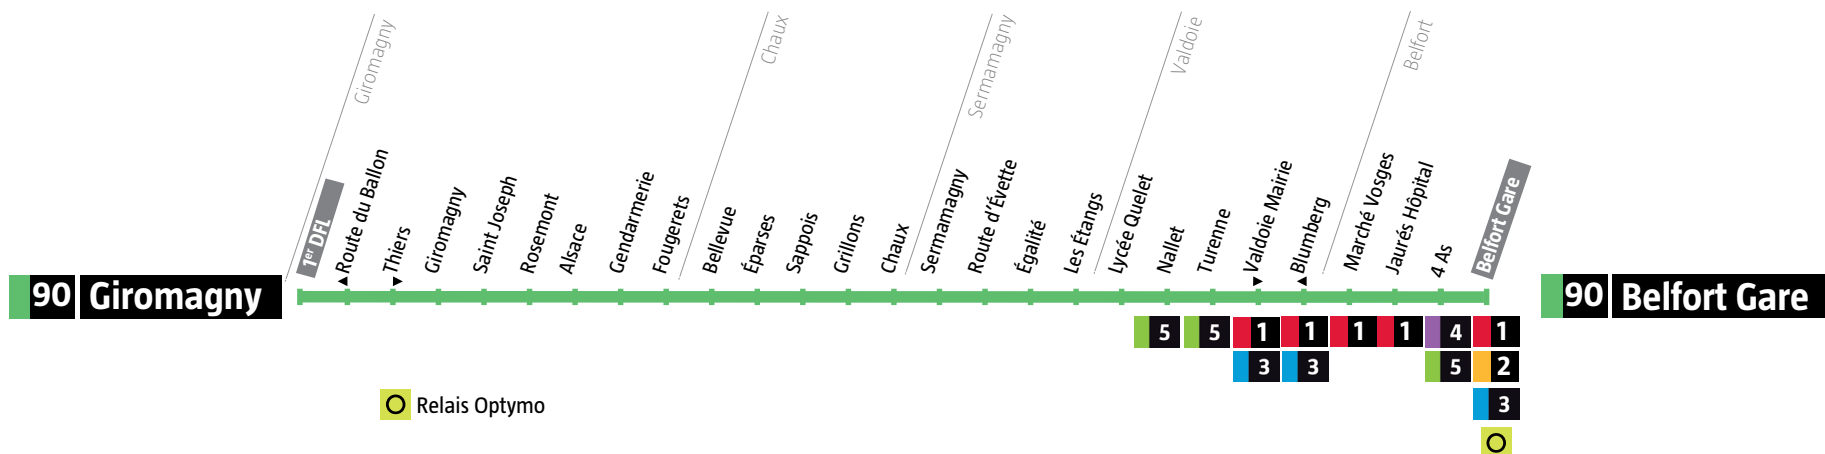 Giromagny
Chaux
Sermamagny
Valdoie
Belfort
1er DFL
Route du Ballon
Thiers
Giromagny
Saint Joseph
Rosemont
Alsace
Gendarmerie
Fougerets
Bellevue
Éparses
Sappois
Grillons
Chaux
Sermamagny
Route d'Évette
Égalité
Les Étangs
Lycée Quelet
Nallet
Turenne
Valdoie Mairie
Blumberg
Marché Vosges
Jaurés Hôpital
4 As
Belfort Gare
90 Giromagny
90 Belfort Gare
5 5 1 1 1 1 4 1
3 3 5 2
3
Relais Optymo